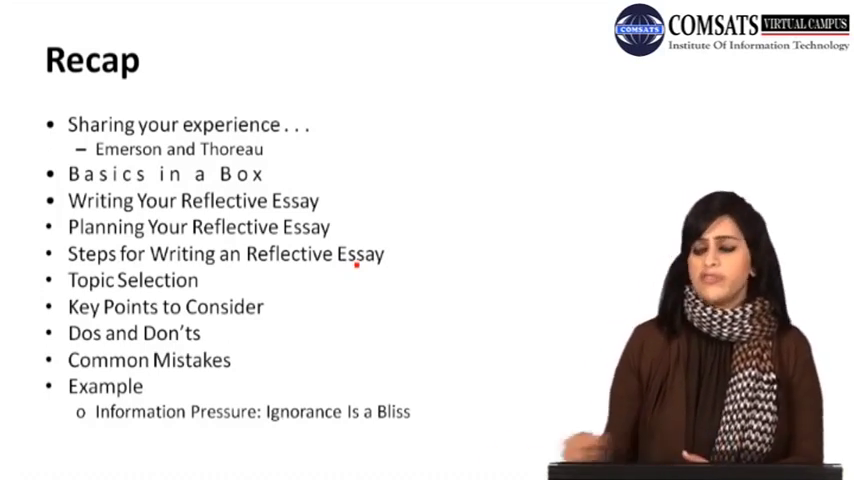 COMSATS VIRTUAL CAMPUS
COMSATS
Institute Of Information Technology
Recap
• Sharing your experience . . .
– Emerson and Thoreau
• Basics in a Box
• Writing Your Reflective Essay
• Planning Your Reflective Essay
• Steps for Writing an Reflective Essay
• Topic Selection
• Key Points to Consider
• Dos and Don'ts
• Common Mistakes
• Example
o Information Pressure: Ignorance Is a Bliss